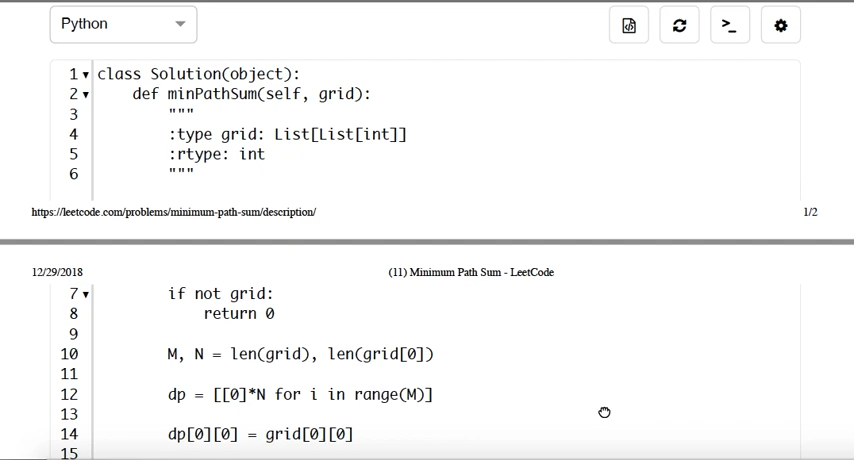 Python
1 class Solution(object):
2 def minPathSum(self, grid):
3 """
4 :type grid: List[List[int]]
5 :rtype: int
6 """
https://leetcode.com/problems/minimum-path-sum/description/ 1/2
12/29/2018 (11) Minimum Path Sum - LeetCode
7 if not grid:
8 return 0
9
10 M, N = len(grid), len(grid[0])
11
12 dp = [[0]*N for i in range(M)]
13
14 dp[0][0] = grid[0][0]
15